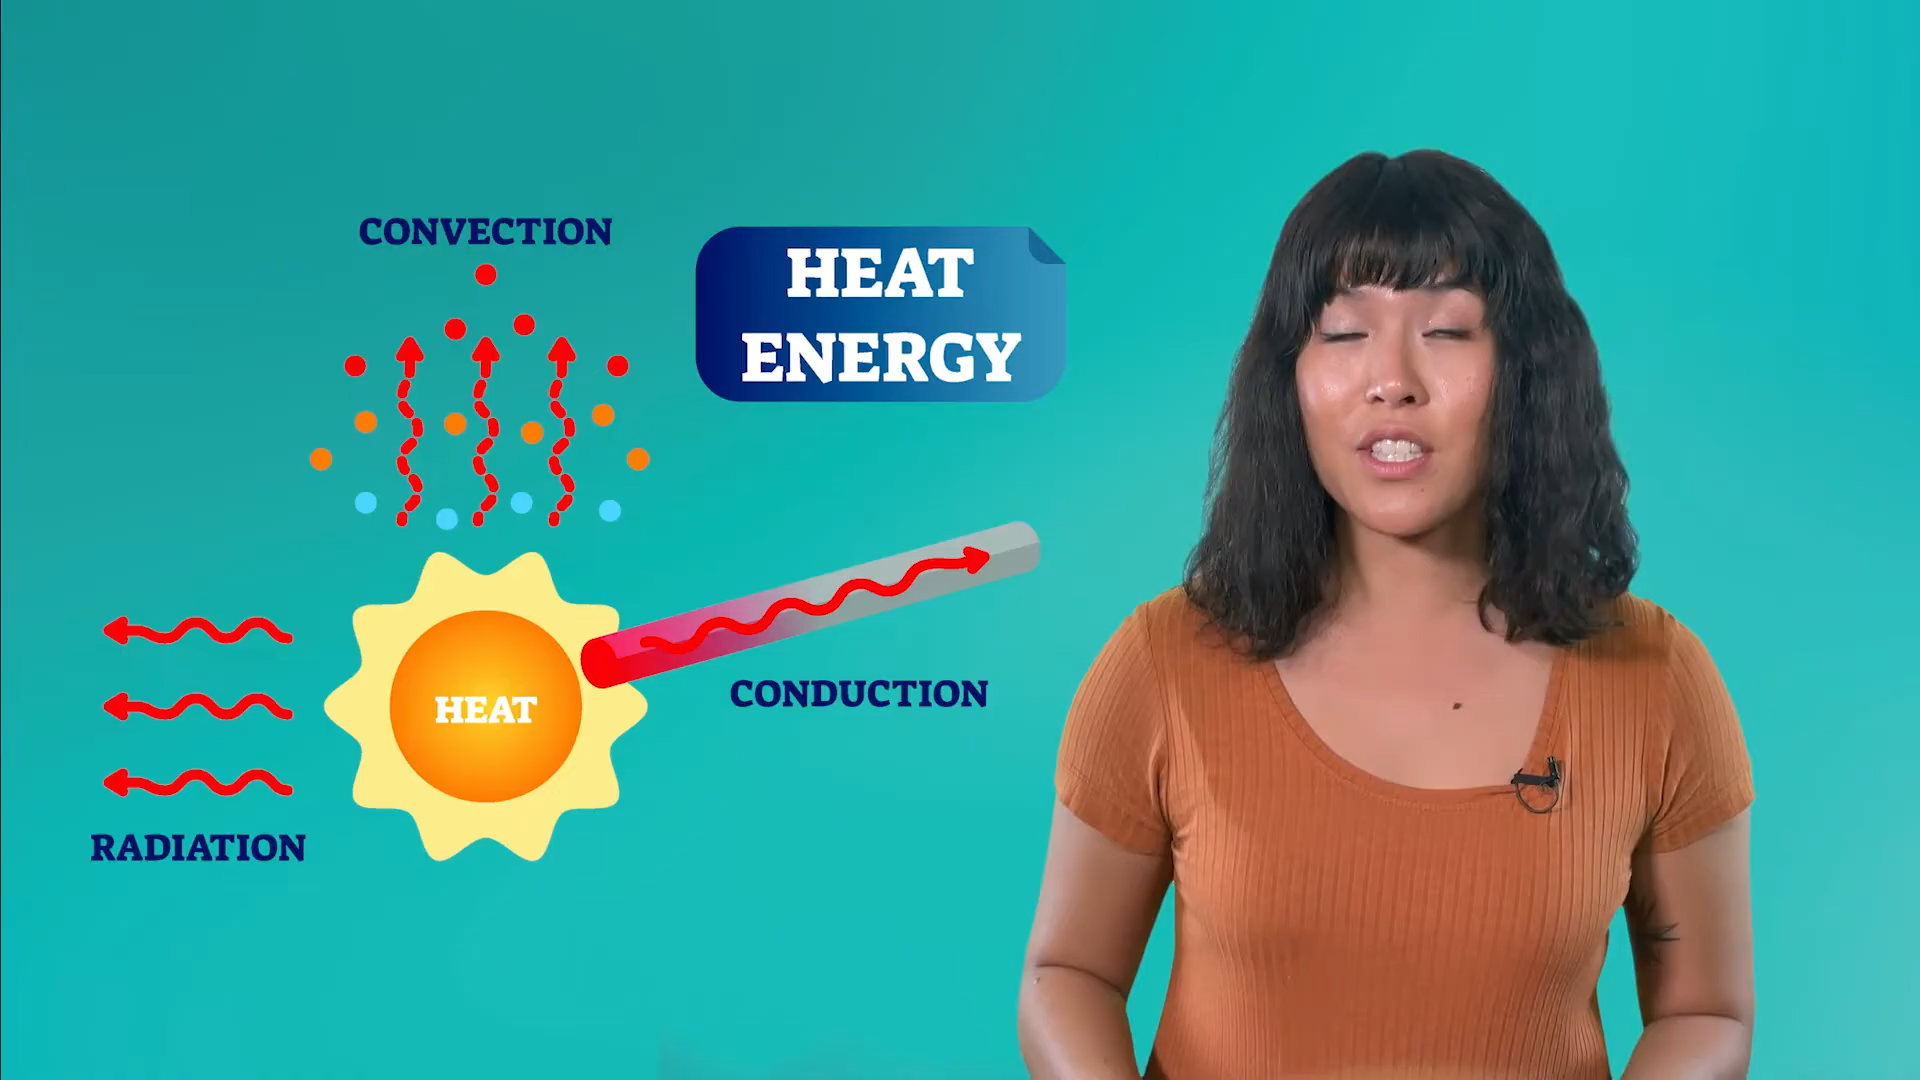 CONVECTION
HEAT
ENERGY
CONDUCTION
HEAT
RADIATION